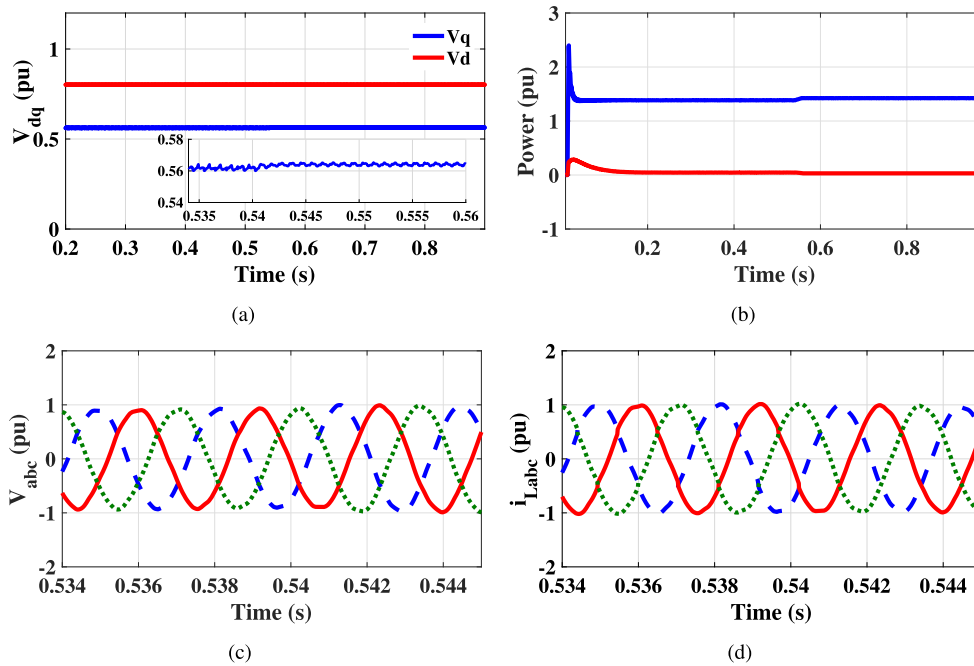 V_dq (pu)
1
0.5
0
Vq
Vd
0.58
0.56
0.54
0.535 0.54 0.545 0.55 0.555 0.56
0.2 0.3 0.4 0.5 0.6 0.7 0.8
Time (s)
(a)
Power (pu)
3
2
1
0
-1
0.2 0.4 0.6 0.8
Time (s)
(b)
V_abc (pu)
2
1
0
-1
-2
0.534 0.536 0.538 0.54 0.542 0.544
Time (s)
(c)
i_Labc (pu)
2
1
0
-1
-2
0.534 0.536 0.538 0.54 0.542 0.544
Time (s)
(d)